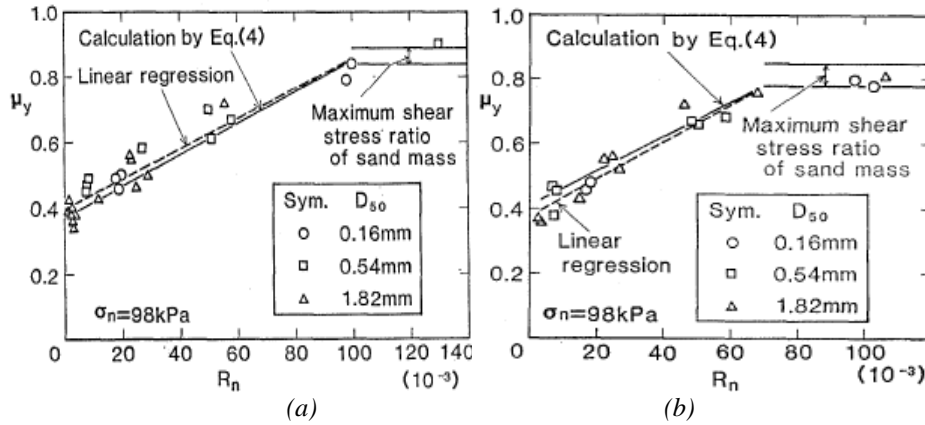 1.0
Calculation by Eq.(4)
Linear regression
0.8
μy
Maximum shear
stress ratio
of sand mass
0.6
0.4
0.2
Sym. D50
0.16mm
0.54mm
1.82mm
σn=98kPa
0 20 40 60 80 100 120 140
Rn (10-3)
(a)
1.0
Calculation by Eq.(4)
0.8
μy
Maximum shear
stress ratio
of sand mass
0.6
0.4
Linear
regression
0.2
Sym. D50
0.16mm
0.54mm
1.82mm
σn=98kPa
0 20 40 60 80 100
Rn (10-3)
(b)